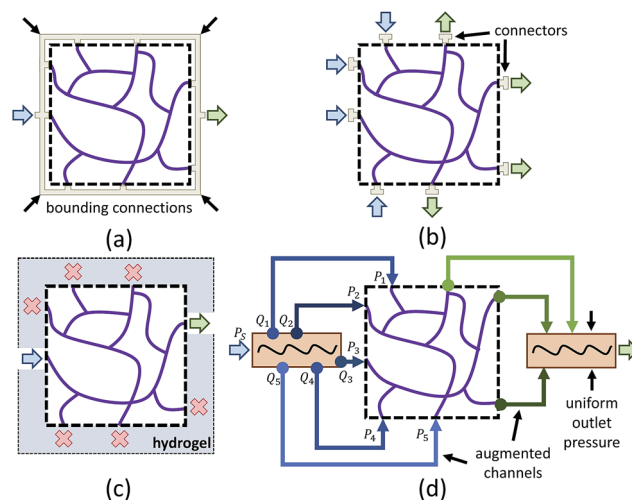 bounding connections
(a)
connectors
(b)
hydrogel
(c)
P₁
P₂
Q₁ Q₂
P_S
P₃
Q₃
Q₅ Q₄
P₄ P₅
uniform
outlet
pressure
augmented
channels
(d)